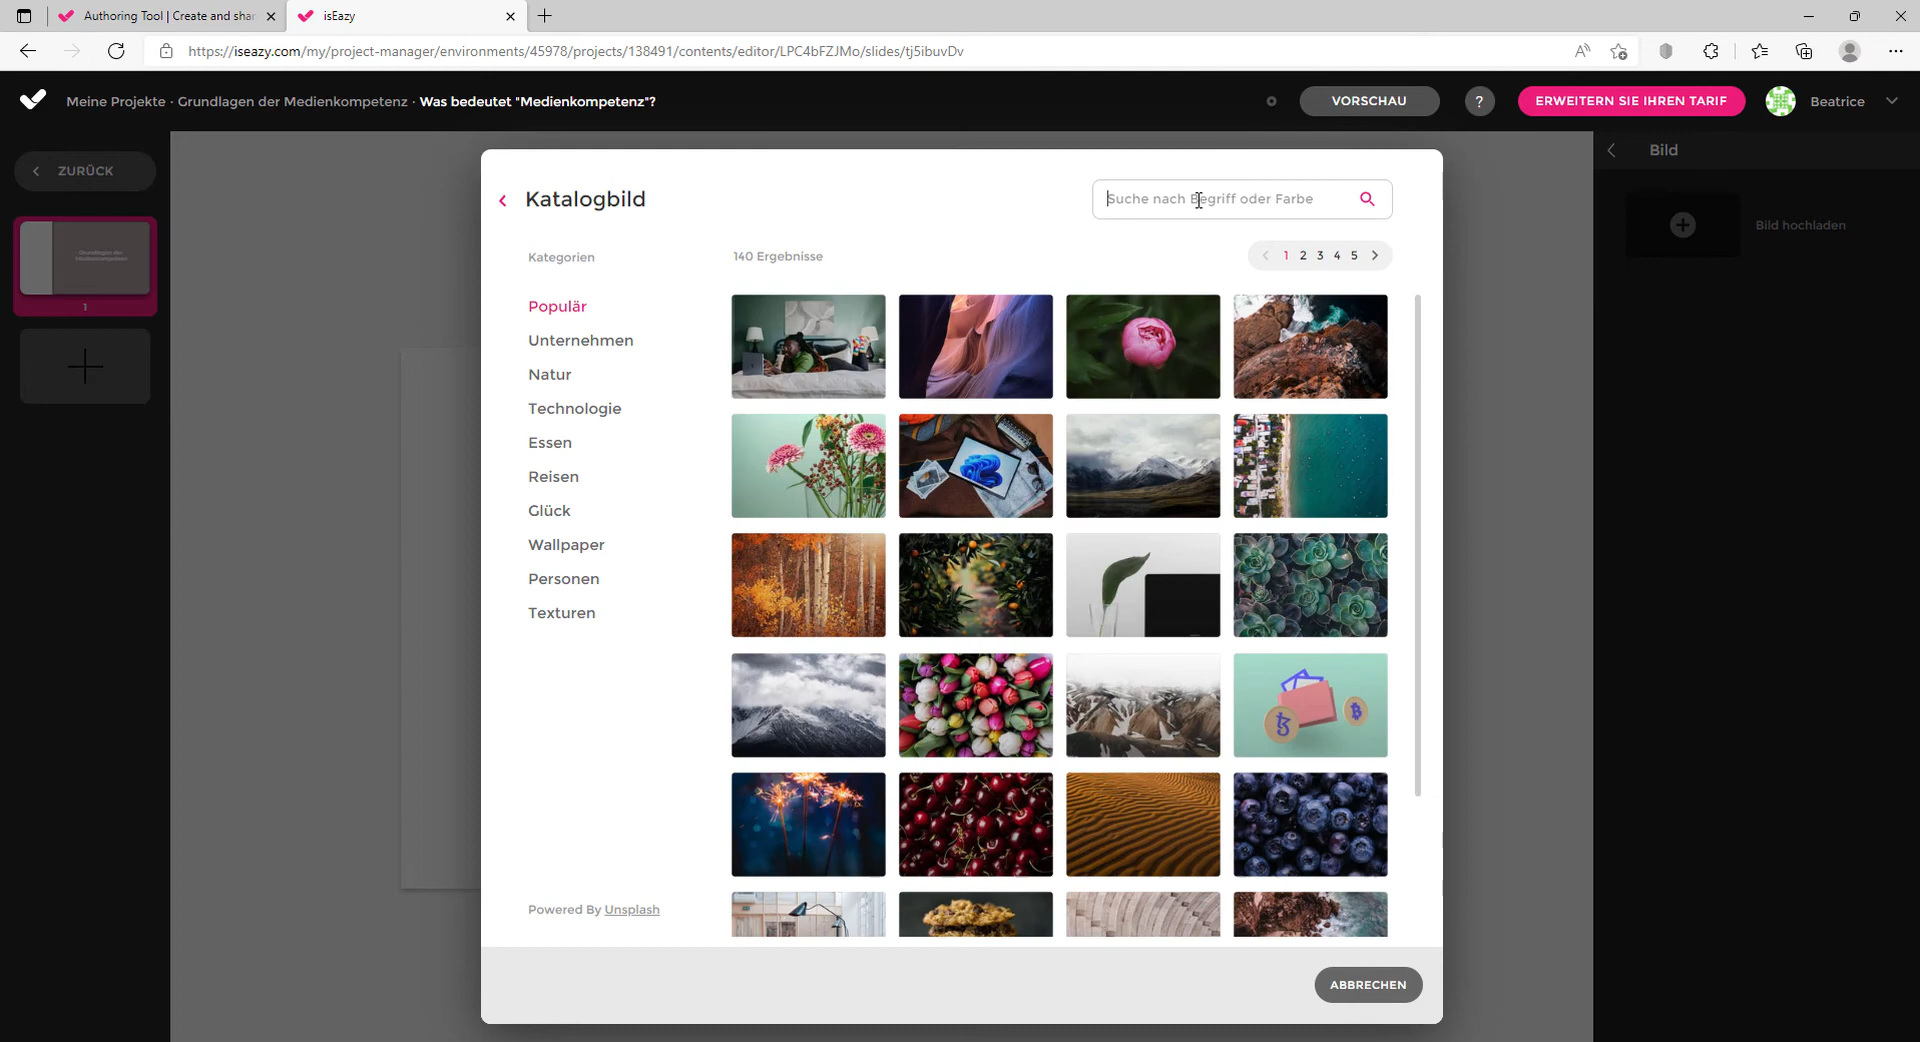 Authoring Tool | Create and shar
isEazy
https://iseazy.com/my/project-manager/environments/45978/projects/138491/contents/editor/LPC4bFZJMo/slides/tj5ibuvDv
Meine Projekte · Grundlagen der Medienkompetenz · Was bedeutet "Medienkompetenz"?
VORSCHAU
?
ERWEITERN SIE IHREN TARIF
Beatrice
ZURÜCK
Bild
Grundlagen der
Medienkompetenz
1
Bild hochladen
Katalogbild
Suche nach Begriff oder Farbe
Kategorien
140 Ergebnisse
1 2 3 4 5
Populär
Unternehmen
Natur
Technologie
Essen
Reisen
Glück
Wallpaper
Personen
Texturen
Powered By Unsplash
ABBRECHEN